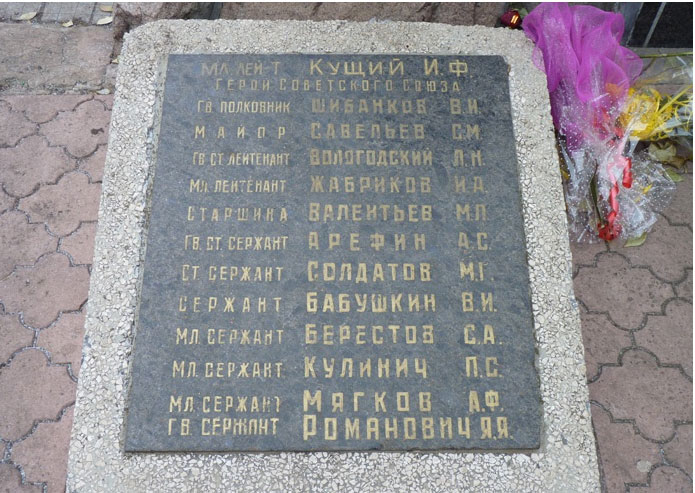 МЛ. ЛЕЙ-Т КУЩИЙ И.Ф
ГЕРОИ СОВЕТСКОГО СОЮЗА
ГВ. ПОЛКОВНИК ШИБАНКОВ В.И.
МАЙОР САВЕЛЬЕВ С.М.
ГВ СТ ЛЕЙТЕНАНТ ВОЛОГОДСКИЙ Л.Н.
МЛ. ЛЕЙТЕНАНТ ЖАБРИКОВ И.А.
СТАРШИНА ВАЛЕНТЬЕВ М.П.
ГВ. СТ. СЕРЖАНТ АРЕФИН А.С.
СТ СЕРЖАНТ СОЛДАТОВ М.Г.
СЕРЖАНТ БАБУШКИН В.И.
МЛ. СЕРЖАНТ БЕРЕСТОВ С.А.
МЛ. СЕРЖАНТ КУЛИНИЧ П.С.
МЛ. СЕРЖАНТ МЯГКОВ А.Ф.
ГВ. СЕРЖАНТ РОМАНОВИЧ Я.Я.